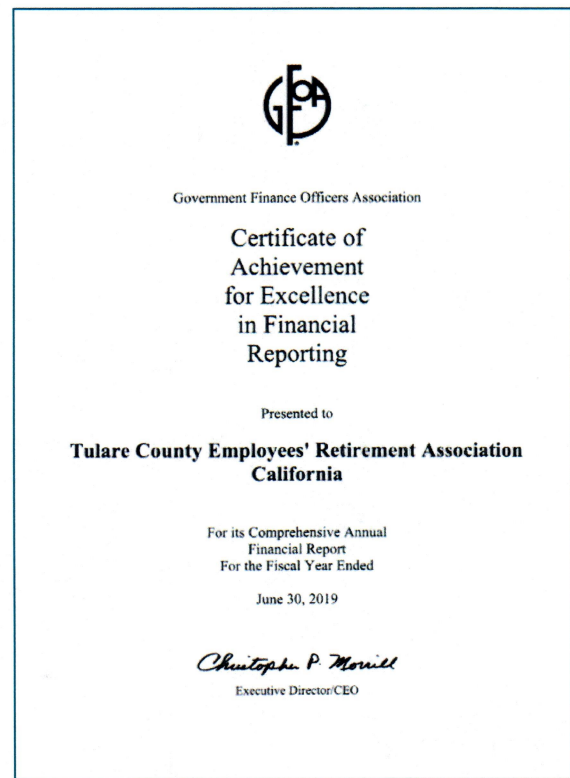 GFOA
Government Finance Officers Association
Certificate of
Achievement
for Excellence
in Financial
Reporting
Presented to
Tulare County Employees' Retirement Association
California
For its Comprehensive Annual
Financial Report
For the Fiscal Year Ended
June 30, 2019
Christopher P. Morrill
Executive Director/CEO